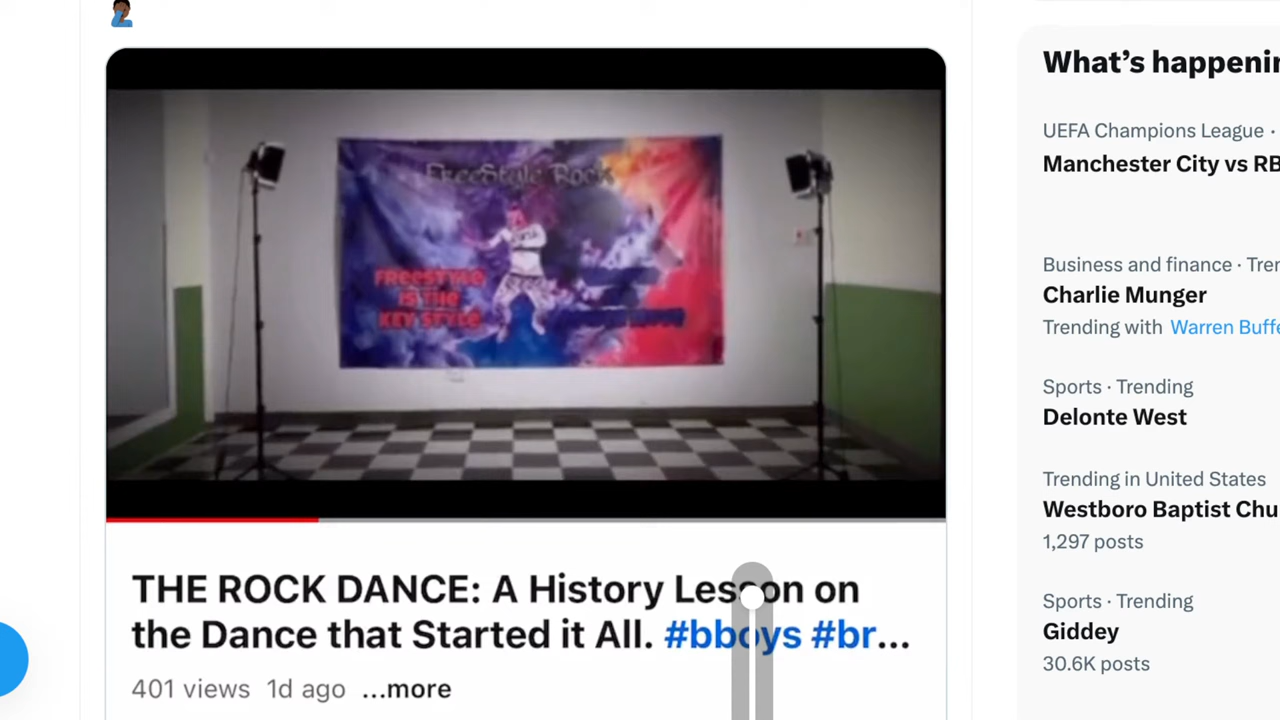 FreeStyle Rock
FREESTYLE
IS THE
KEY STYLE
THE ROCK DANCE: A History Lesson on
the Dance that Started it All. #bboys #br...
401 views 1d ago ...more
What's happenin
UEFA Champions League ·
Manchester City vs RB
Business and finance · Tren
Charlie Munger
Trending with Warren Buffe
Sports · Trending
Delonte West
Trending in United States
Westboro Baptist Chu
1,297 posts
Sports · Trending
Giddey
30.6K posts